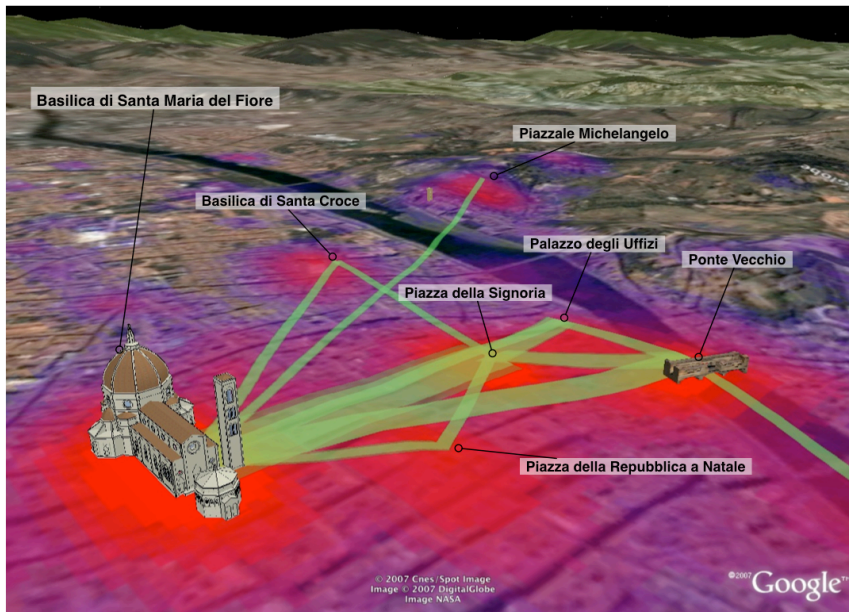 Basilica di Santa Maria del Fiore
Piazzale Michelangelo
Basilica di Santa Croce
Palazzo degli Uffizi
Ponte Vecchio
Piazza della Signoria
Piazza della Repubblica a Natale
© 2007 Cnes/Spot Image
Image © 2007 DigitalGlobe
Image NASA
©2007 Google™